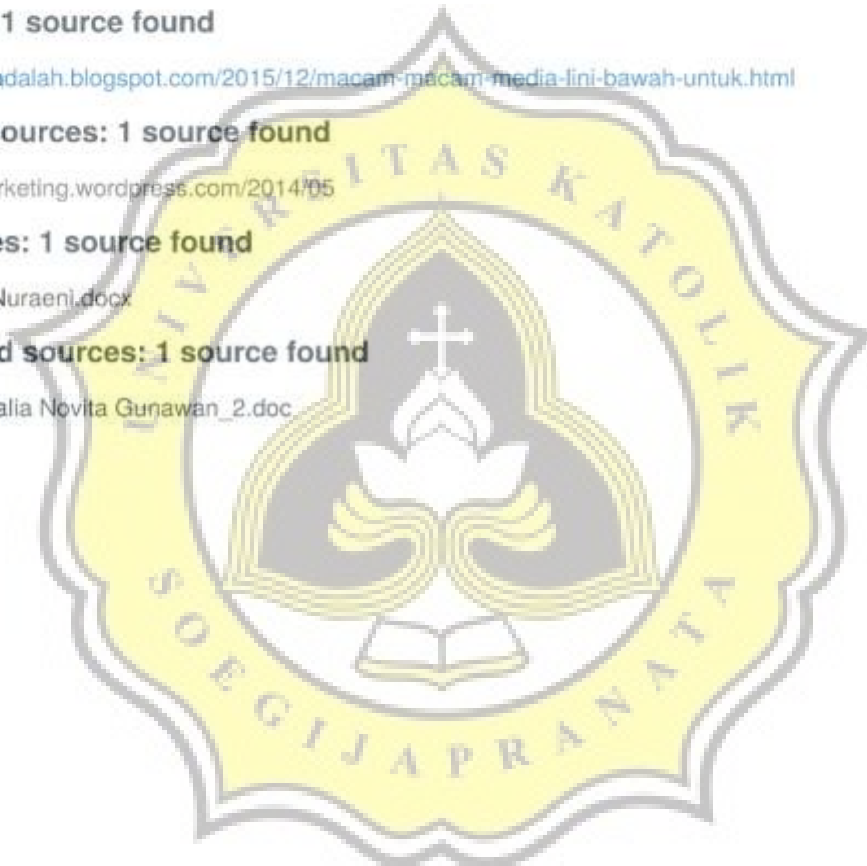 1 source found
adalah.blogspot.com/2015/12/macam-macam-media-lini-bawah-untuk.html
ources: 1 source found
rketing.wordpress.com/2014/05
es: 1 source found
Nuraeni.docx
d sources: 1 source found
alia Novita Gunawan_2.doc
UNIVERSITAS KATOLIK
SOEGIJAPRANATA